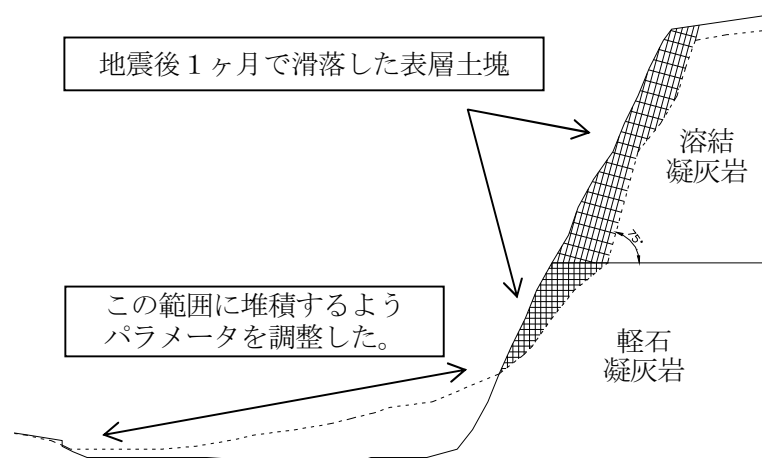 地震後１ヶ月で滑落した表層土塊
溶結
凝灰岩
75°
この範囲に堆積するよう
パラメータを調整した。
軽石
凝灰岩